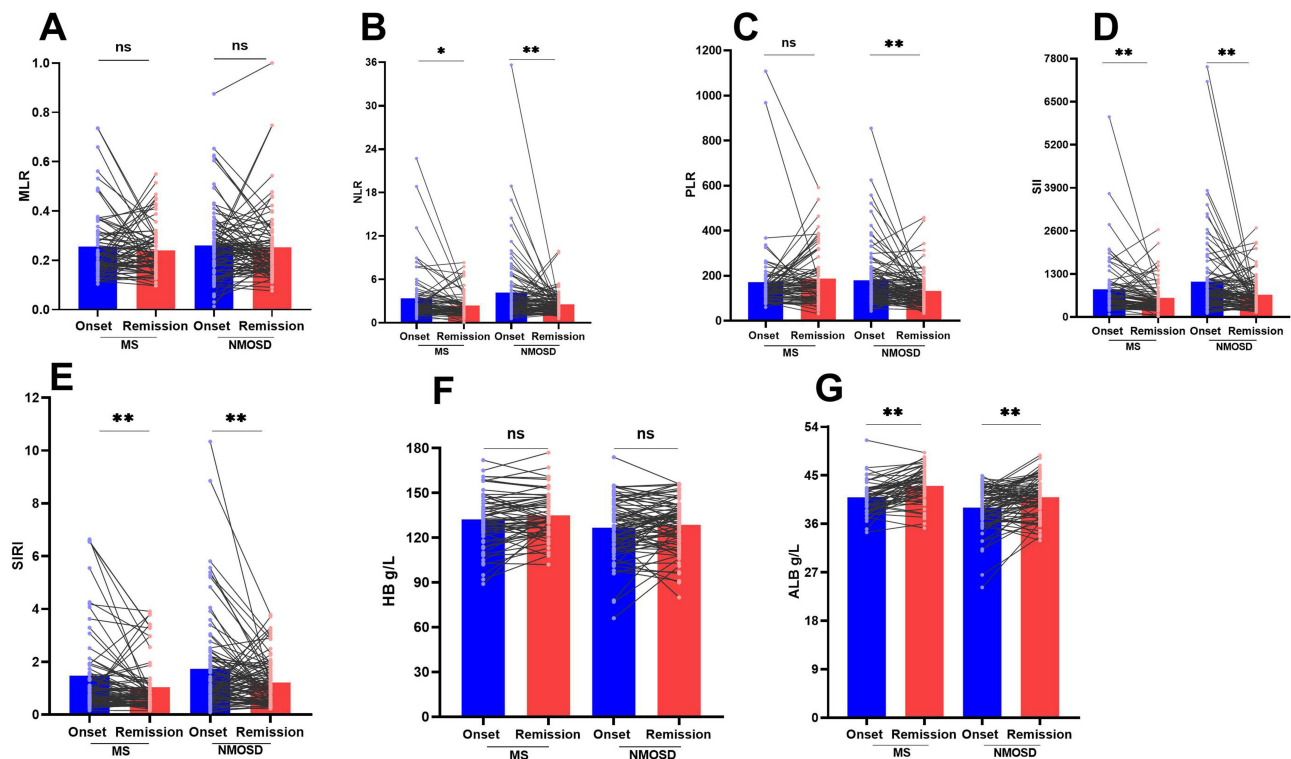 A
ns ns
1.0
0.8
0.6
0.4
0.2
0.0
MLR
Onset Remission Onset Remission
MS NMOSD
B
* **
36
30
24
18
12
6
0
NLR
Onset Remission Onset Remission
MS NMOSD
C
ns **
1200
1000
800
600
400
200
0
PLR
Onset Remission Onset Remission
MS NMOSD
D
** **
7800
6500
5200
3900
2600
1300
0
SII
Onset Remission Onset Remission
MS NMOSD
E
** **
12
10
8
6
4
2
0
SIRI
Onset Remission Onset Remission
MS NMOSD
F
ns ns
180
150
120
90
60
30
0
HB g/L
Onset Remission Onset Remission
MS NMOSD
G
** **
54
45
36
27
18
9
0
ALB g/L
Onset Remission Onset Remission
MS NMOSD